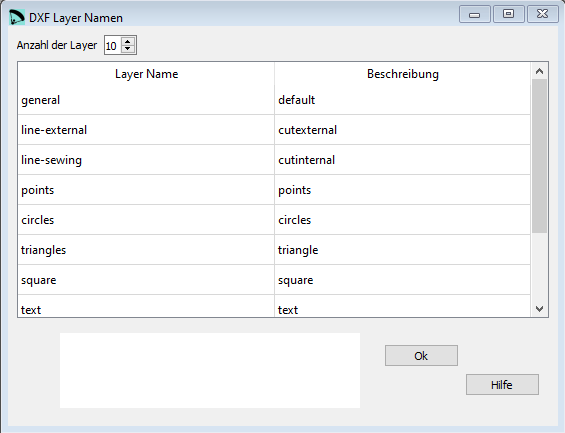 DXF Layer Namen
Anzahl der Layer 10
Layer Name Beschreibung
general default
line-external cutexternal
line-sewing cutinternal
points points
circles circles
triangles triangle
square square
text text
Ok
Hilfe